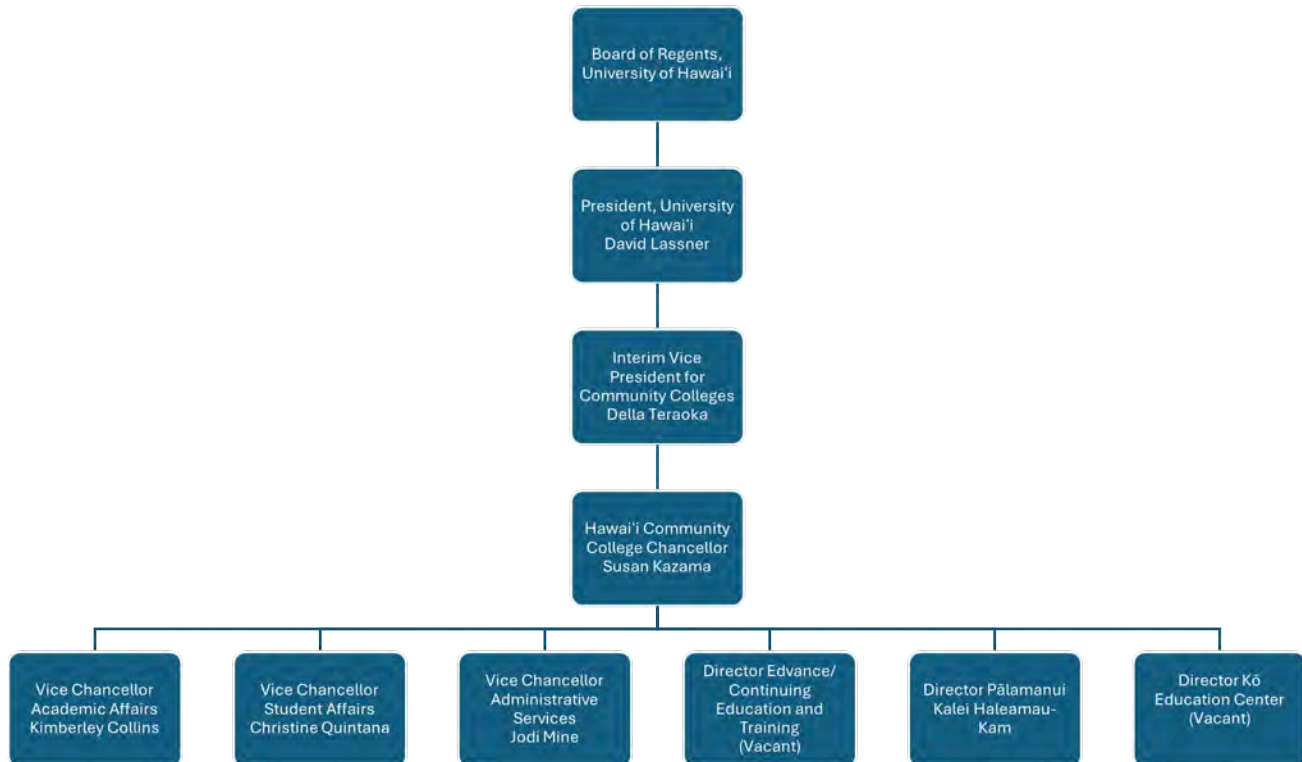 Board of Regents,
University of Hawaiʻi
President, University
of Hawaiʻi
David Lassner
Interim Vice
President for
Community Colleges
Della Teraoka
Hawaiʻi Community
College Chancellor
Susan Kazama
Vice Chancellor
Academic Affairs
Kimberley Collins
Vice Chancellor
Student Affairs
Christine Quintana
Vice Chancellor
Administrative
Services
Jodi Mine
Director Edvance/
Continuing
Education and
Training
(Vacant)
Director Pālamanui
Kalei Haleamau-
Kam
Director Kō
Education Center
(Vacant)